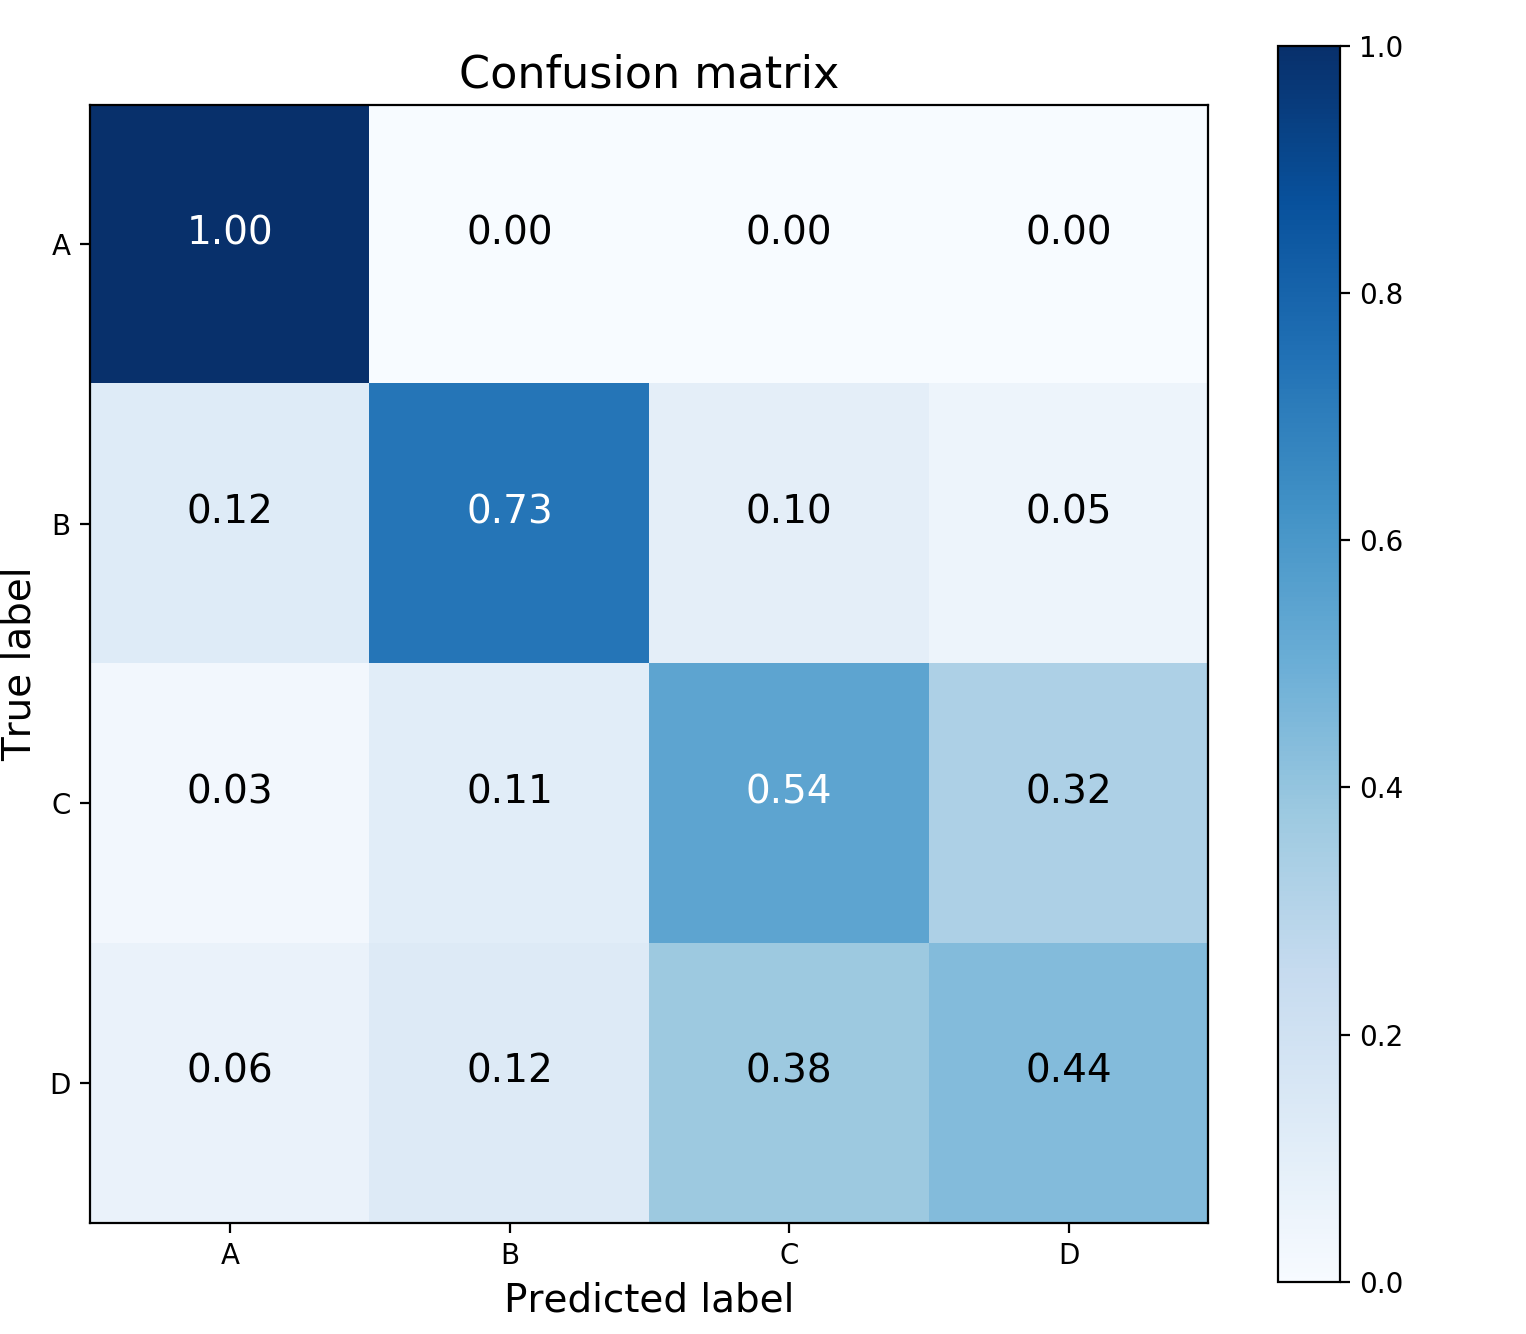 Confusion matrix
A 1.00 0.00 0.00 0.00
B 0.12 0.73 0.10 0.05
C 0.03 0.11 0.54 0.32
D 0.06 0.12 0.38 0.44
A B C D
Predicted label
True label
1.0
0.8
0.6
0.4
0.2
0.0